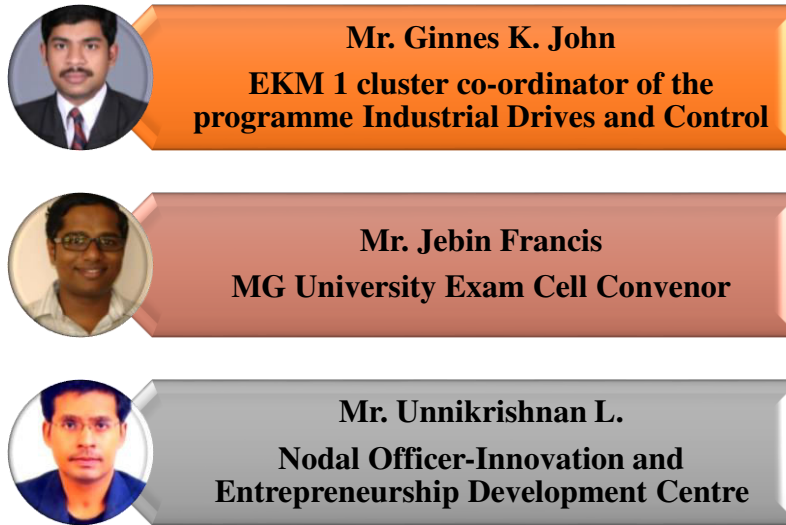 Mr. Ginnes K. John
EKM 1 cluster co-ordinator of the
programme Industrial Drives and Control
Mr. Jebin Francis
MG University Exam Cell Convenor
Mr. Unnikrishnan L.
Nodal Officer-Innovation and
Entrepreneurship Development Centre